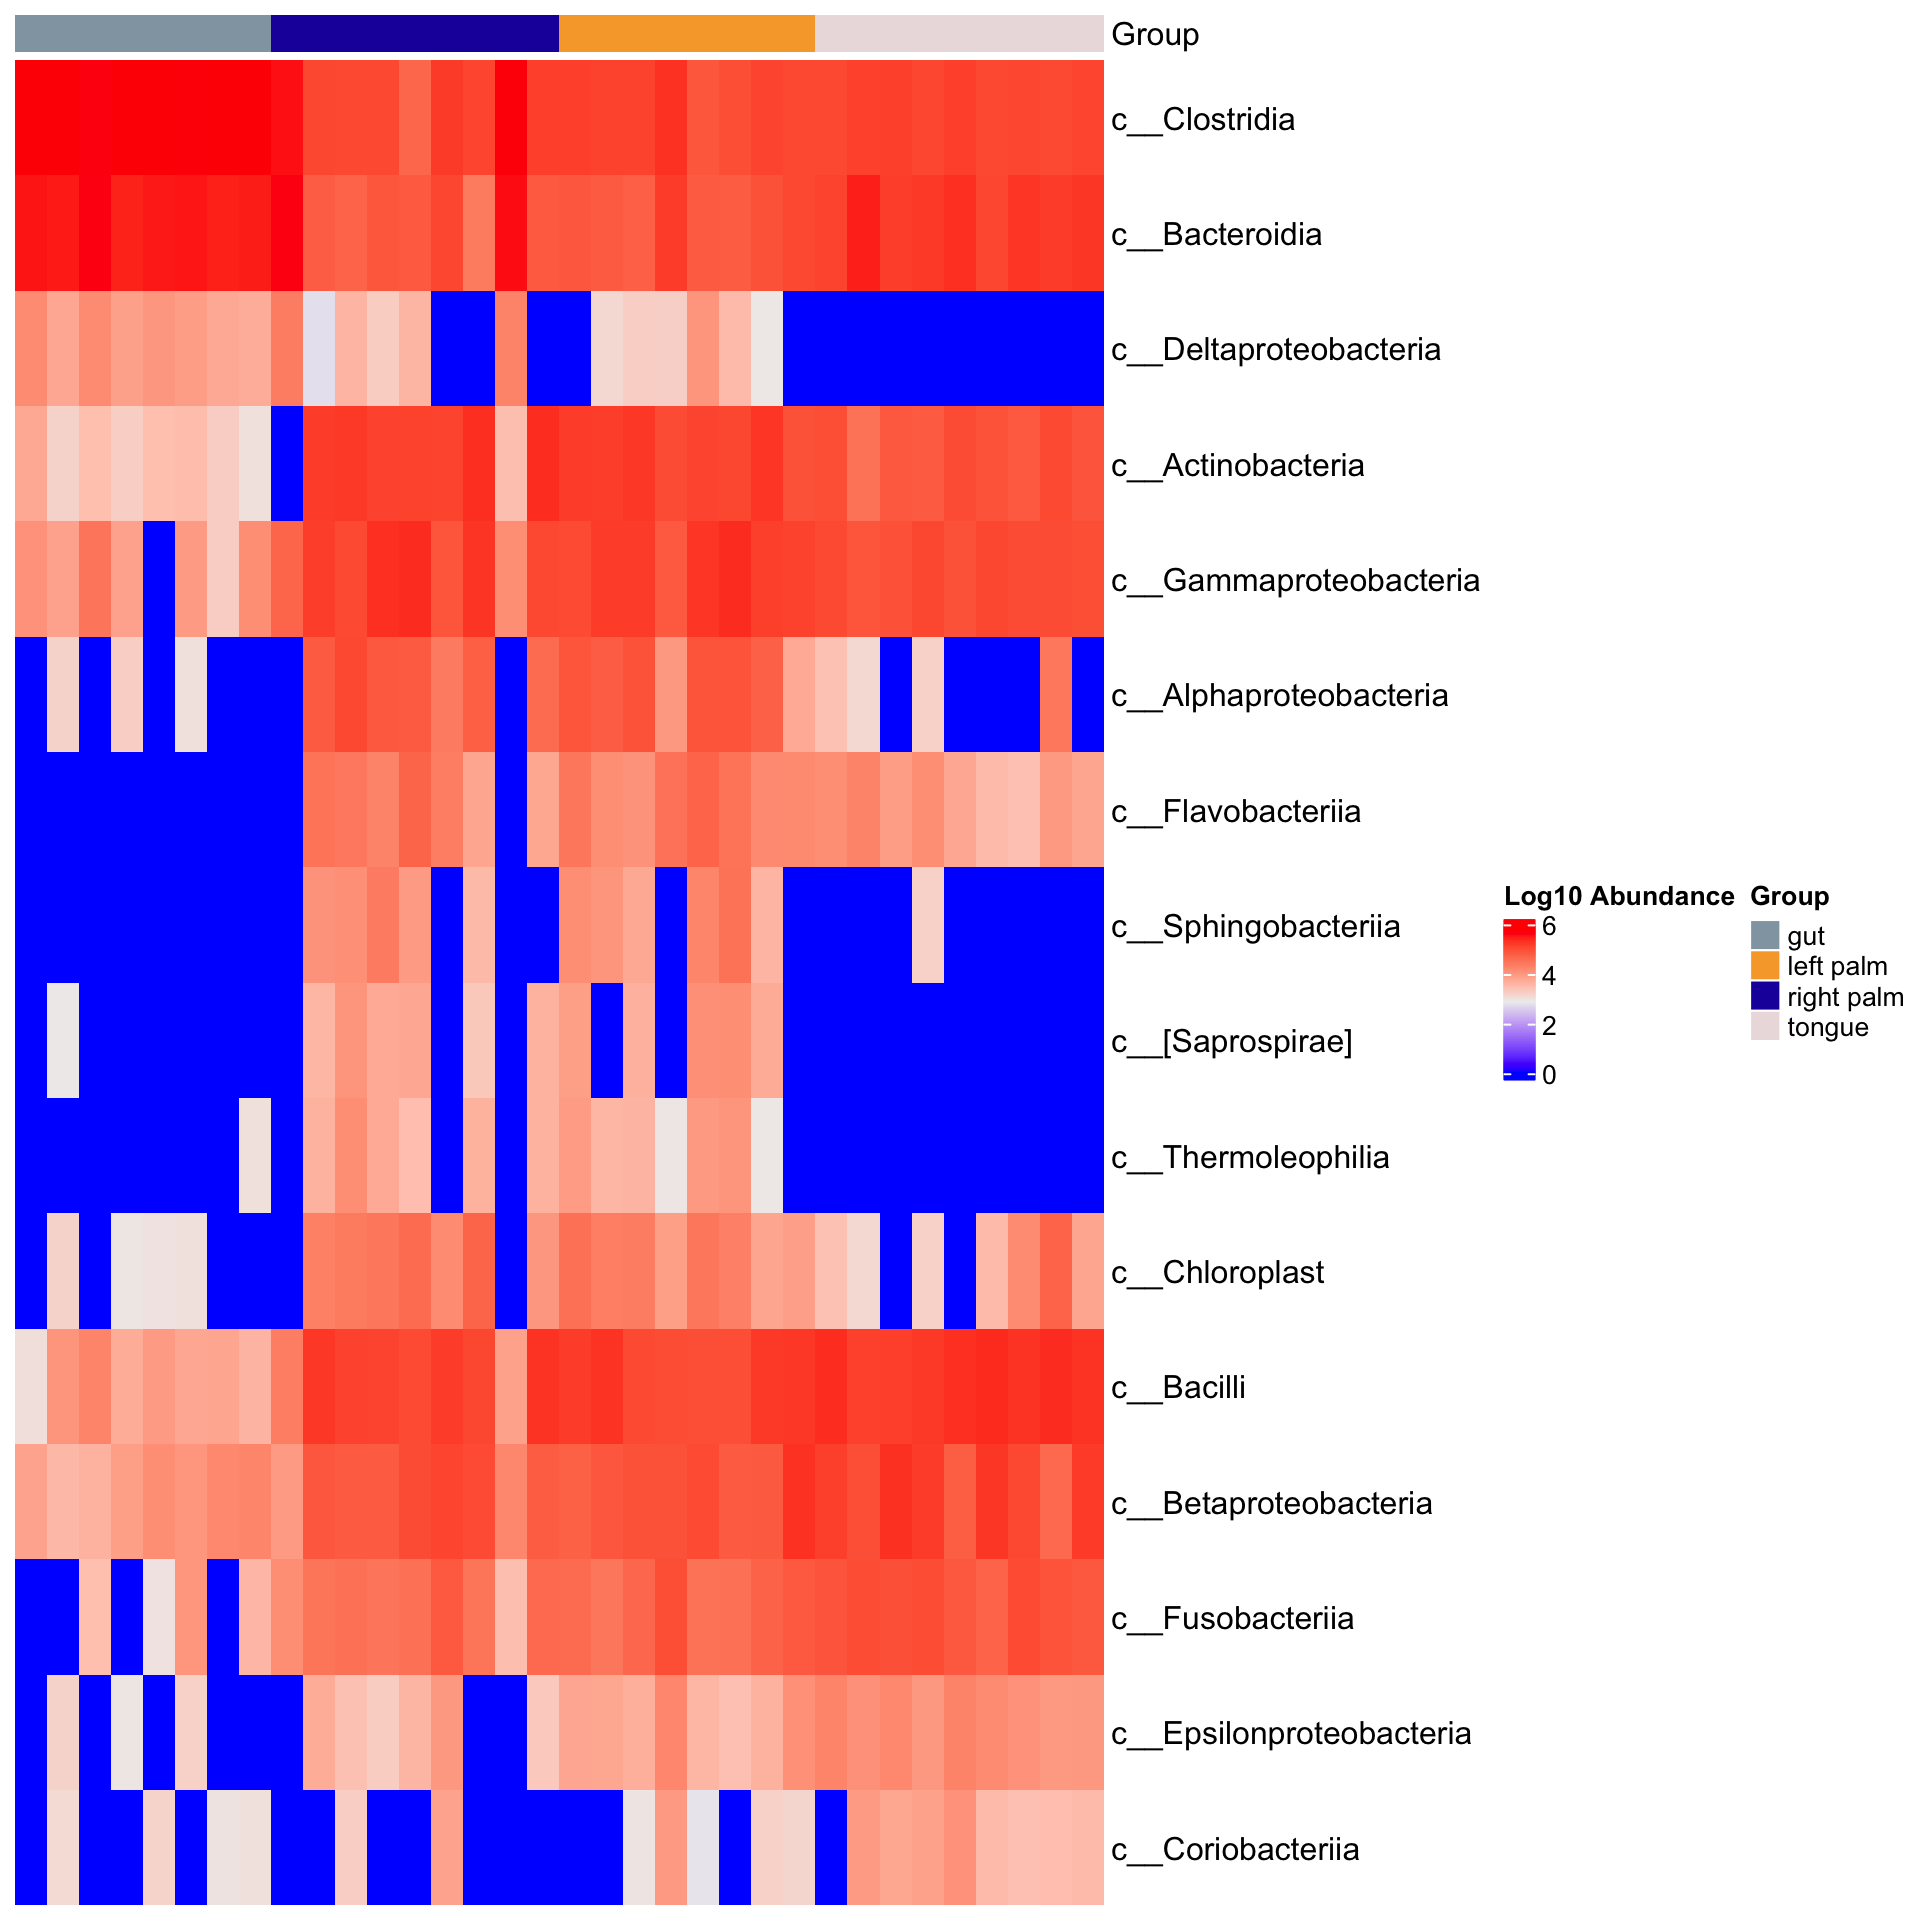 Group
c__Clostridia
c__Bacteroidia
c__Deltaproteobacteria
c__Actinobacteria
c__Gammaproteobacteria
c__Alphaproteobacteria
c__Flavobacteriia
c__Sphingobacteriia
c__[Saprospirae]
c__Thermoleophilia
c__Chloroplast
c__Bacilli
c__Betaproteobacteria
c__Fusobacteriia
c__Epsilonproteobacteria
c__Coriobacteriia
Log10 Abundance
6
4
2
0
Group
gut
left palm
right palm
tongue